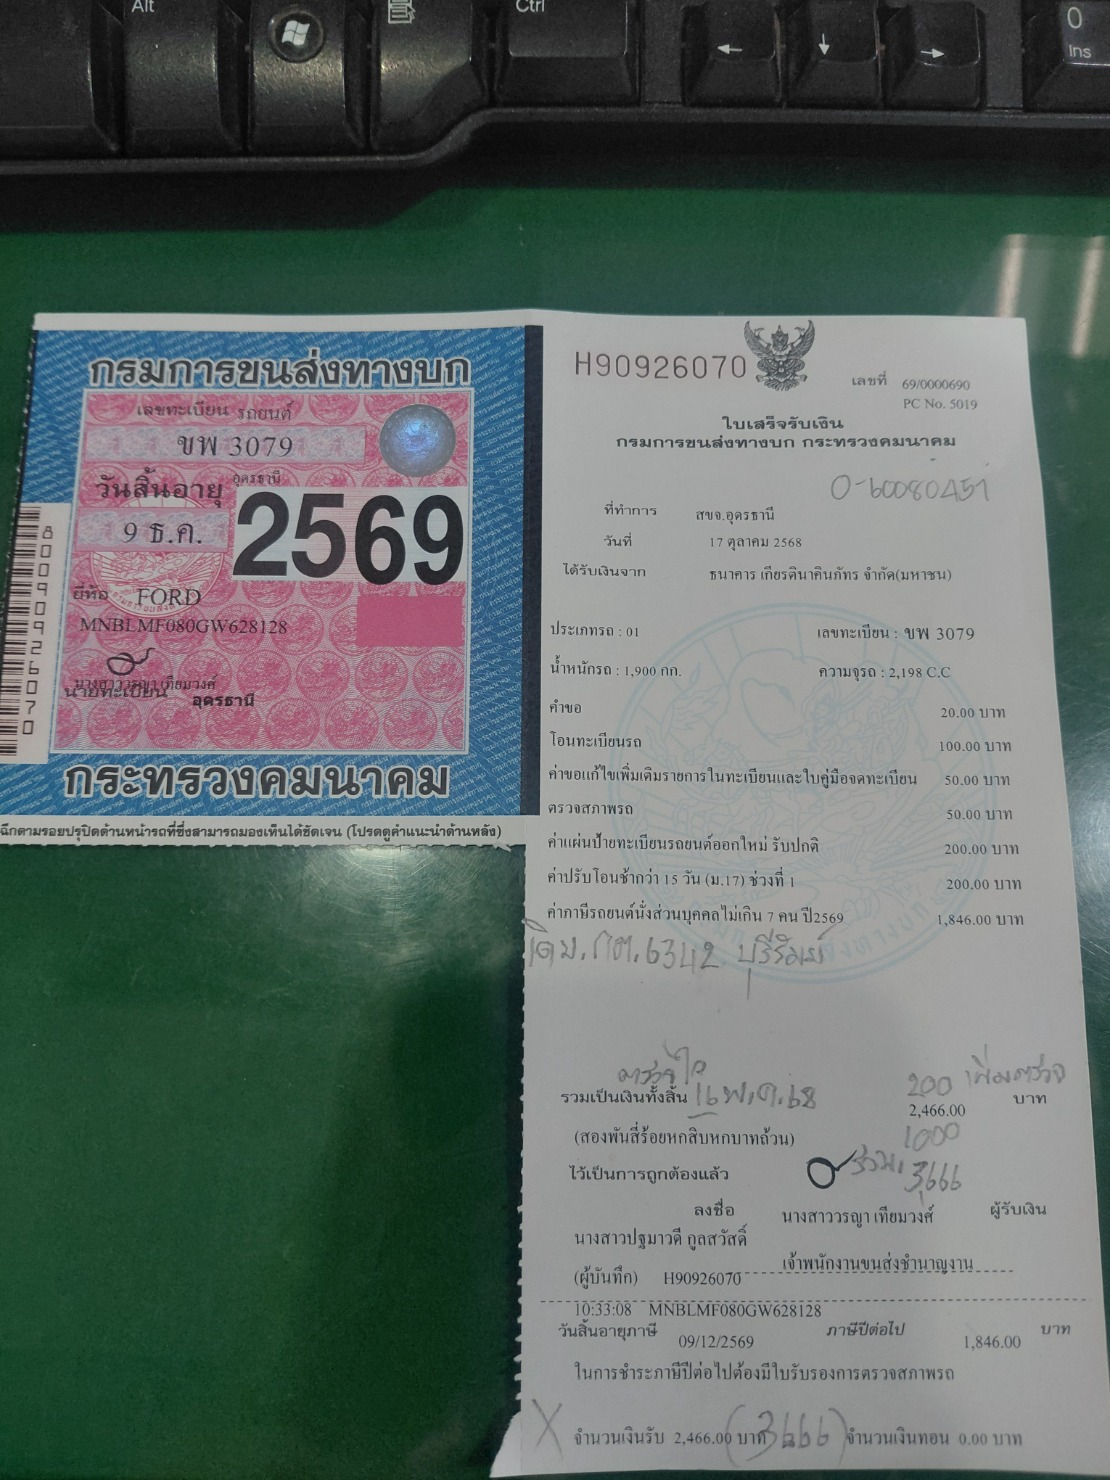 Alt
Ctrl
0
Ins
กรมการขนส่งทางบก
เลขทะเบียน รถยนต์
ขพ 3079
วันสิ้นอายุ
อุดรธานี
9 ธ.ค.
2569
ยี่ห้อ FORD
MNBLMF080GW628128
นางสาววรญา เทียมวงศ์
นายทะเบียน อุดรธานี
80090926070
กระทรวงคมนาคม
ฉีกตามรอยปรุปิดด้านหน้ารถที่ซึ่งสามารถมองเห็นได้ชัดเจน (โปรดดูคำแนะนำด้านหลัง)
H90926070
เลขที่ 69/0000690
PC No. 5019
ใบเสร็จรับเงิน
กรมการขนส่งทางบก กระทรวงคมนาคม
0-60080451
ที่ทำการ สขจ.อุดรธานี
วันที่ 17 ตุลาคม 2568
ได้รับเงินจาก ธนาคาร เกียรตินาคินภัทร จำกัด(มหาชน)
ประเภทรถ : 01 เลขทะเบียน : ขพ 3079
น้ำหนักรถ : 1,900 กก. ความจุรถ : 2,198 C.C
คำขอ 20.00 บาท
โอนทะเบียนรถ 100.00 บาท
ค่าขอแก้ไขเพิ่มเติมรายการในทะเบียนและใบคู่มือจดทะเบียน 50.00 บาท
ตรวจสภาพรถ 50.00 บาท
ค่าแผ่นป้ายทะเบียนรถยนต์ออกใหม่ รับปกติ 200.00 บาท
ค่าปรับโอนช้ากว่า 15 วัน (ม.17) ช่วงที่ 1 200.00 บาท
ค่าภาษีรถยนต์นั่งส่วนบุคคลไม่เกิน 7 คน ปี2569 1,846.00 บาท
เดิม. กต. 6342 บุรีรัมย์
200 เพิ่มตรวจ
รวมเป็นเงินทั้งสิ้น 2,466.00 บาท
(สองพันสี่ร้อยหกสิบหกบาทถ้วน) 1000
ไว้เป็นการถูกต้องแล้ว รวม. 3,666
ลงชื่อ นางสาววรญา เทียมวงศ์ ผู้รับเงิน
นางสาวปฐมาวดี กูลสวัสดิ์
เจ้าพนักงานขนส่งชำนาญงาน
(ผู้บันทึก) H90926070
10:33:08 MNBLMF080GW628128
วันสิ้นอายุภาษี 09/12/2569 ภาษีปีต่อไป 1,846.00 บาท
ในการชำระภาษีปีต่อไปต้องมีใบรับรองการตรวจสภาพรถ
X จำนวนเงินรับ 2,466.00 บาท (3666) จำนวนเงินทอน 0.00 บาท